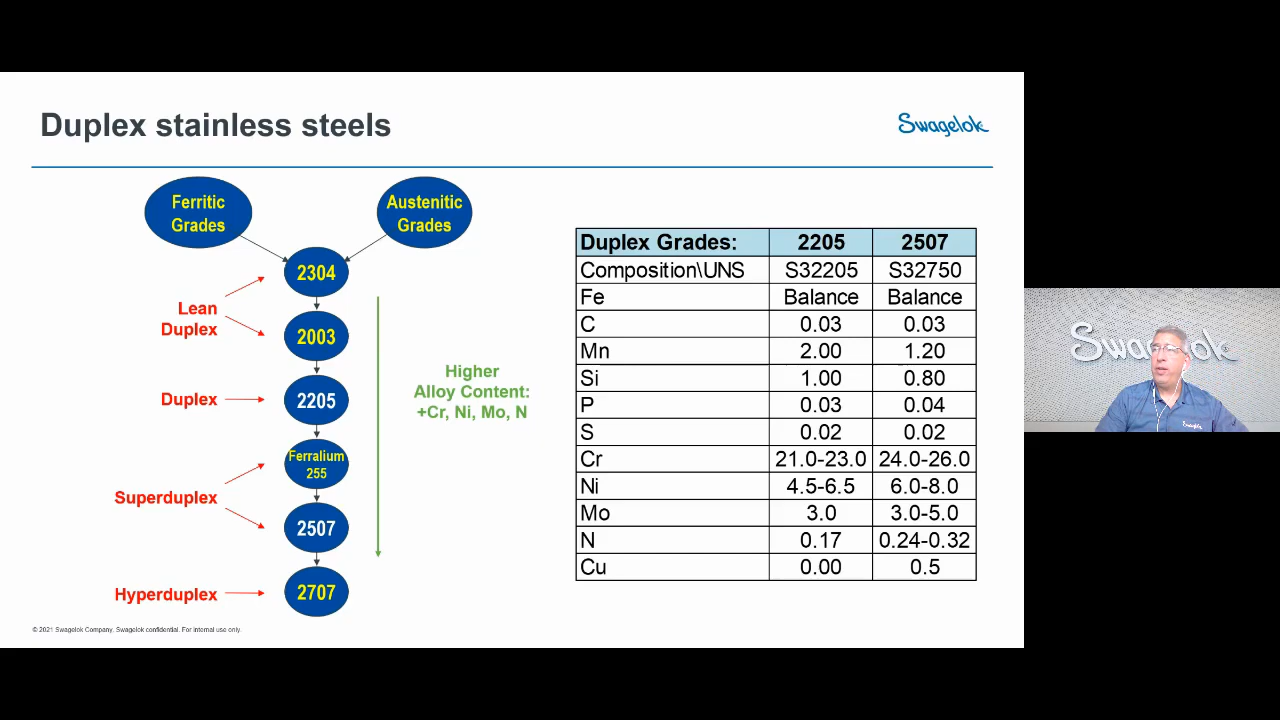 Duplex stainless steels
Swagelok
Ferritic
Grades
Austenitic
Grades
2304
Lean
Duplex
2003
Duplex
2205
Ferralium
255
Superduplex
2507
Hyperduplex
2707
Higher
Alloy Content:
+Cr, Ni, Mo, N
Duplex Grades: 2205 2507
Composition\UNS S32205 S32750
Fe Balance Balance
C 0.03 0.03
Mn 2.00 1.20
Si 1.00 0.80
P 0.03 0.04
S 0.02 0.02
Cr 21.0-23.0 24.0-26.0
Ni 4.5-6.5 6.0-8.0
Mo 3.0 3.0-5.0
N 0.17 0.24-0.32
Cu 0.00 0.5
© 2021 Swagelok Company. Swagelok confidential. For internal use only.
Swagelok
Swagelok